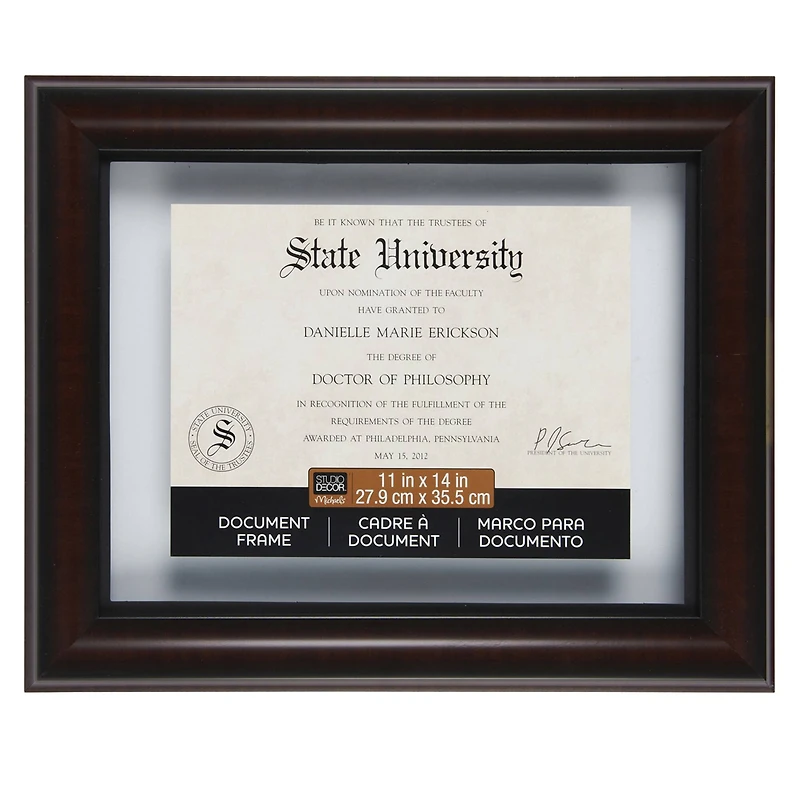 BE IT KNOWN THAT THE TRUSTEES OF
State University
UPON NOMINATION OF THE FACULTY
HAVE GRANTED TO
DANIELLE MARIE ERICKSON
THE DEGREE OF
DOCTOR OF PHILOSOPHY
IN RECOGNITION OF THE FULFILLMENT OF THE
REQUIREMENTS OF THE DEGREE
AWARDED AT PHILADELPHIA, PENNSYLVANIA
MAY 15, 2012
STATE UNIVERSITY
S
SEAL OF THE TRUSTEES
PRESIDENT OF THE UNIVERSITY
STUDIO
DECOR
Michaels
11 in x 14 in
27.9 cm x 35.5 cm
DOCUMENT
FRAME
CADRE À
DOCUMENT
MARCO PARA
DOCUMENTO